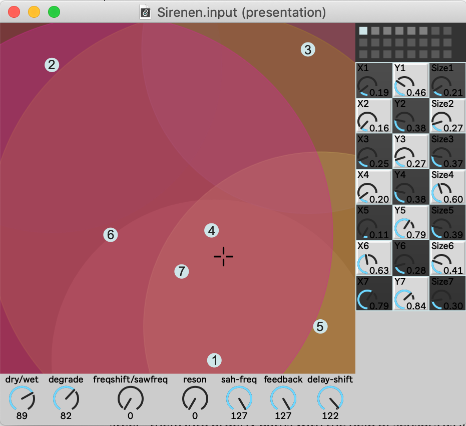 Sirenen.input (presentation)
2
3
6
4
7
5
1
X1 Y1 Size1
0.19 0.46 0.21
X2 Y2 Size2
0.16 0.38 0.27
X3 Y3 Size3
0.25 0.27 0.37
X4 Y4 Size4
0.20 0.38 0.60
X5 Y5 Size5
0.11 0.79 0.39
X6 Y6 Size6
0.63 0.28 0.41
X7 Y7 Size7
0.79 0.84 0.30
dry/wet degrade freqshift/sawfreq reson sah-freq feedback delay-shift
89 82 0 0 127 127 122